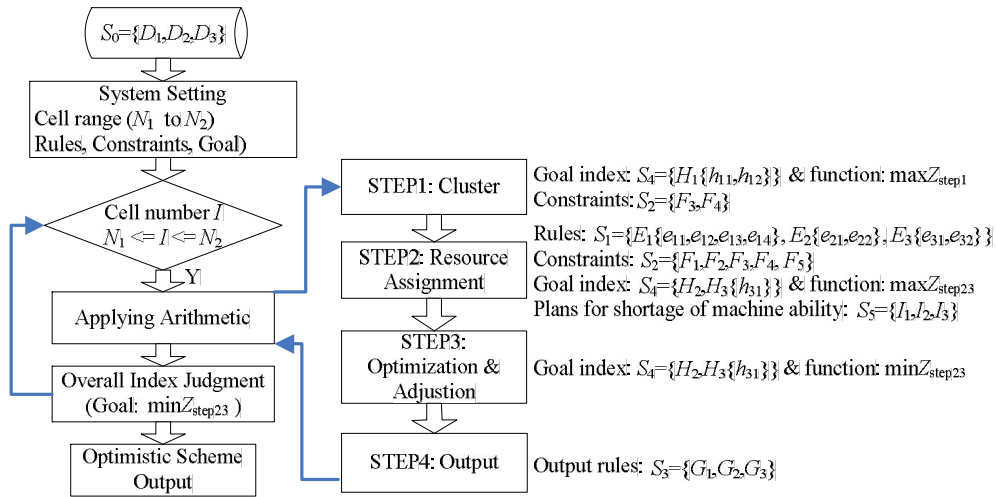 S0={D1,D2,D3}
System Setting
Cell range (N1 to N2)
Rules, Constraints, Goal)
Cell number I
N1 <= I <= N2
Y
Applying Arithmetic
Overall Index Judgment
(Goal: minZstep23 )
Optimistic Scheme
Output
STEP1: Cluster
Goal index: S4={H1{h11,h12}} & function: maxZstep1
Constraints: S2={F3,F4}
STEP2: Resource
Assignment
Rules: S1={E1{e11,e12,e13,e14}, E2{e21,e22}, E3{e31,e32}}
Constraints: S2={F1,F2,F3,F4, F5}
Goal index: S4={H2,H3{h31}} & function: maxZstep23
Plans for shortage of machine ability: S5={I1,I2,I3}
STEP3:
Optimization &
Adjustion
Goal index: S4={H2,H3{h31}} & function: minZstep23
STEP4: Output
Output rules: S3={G1,G2,G3}